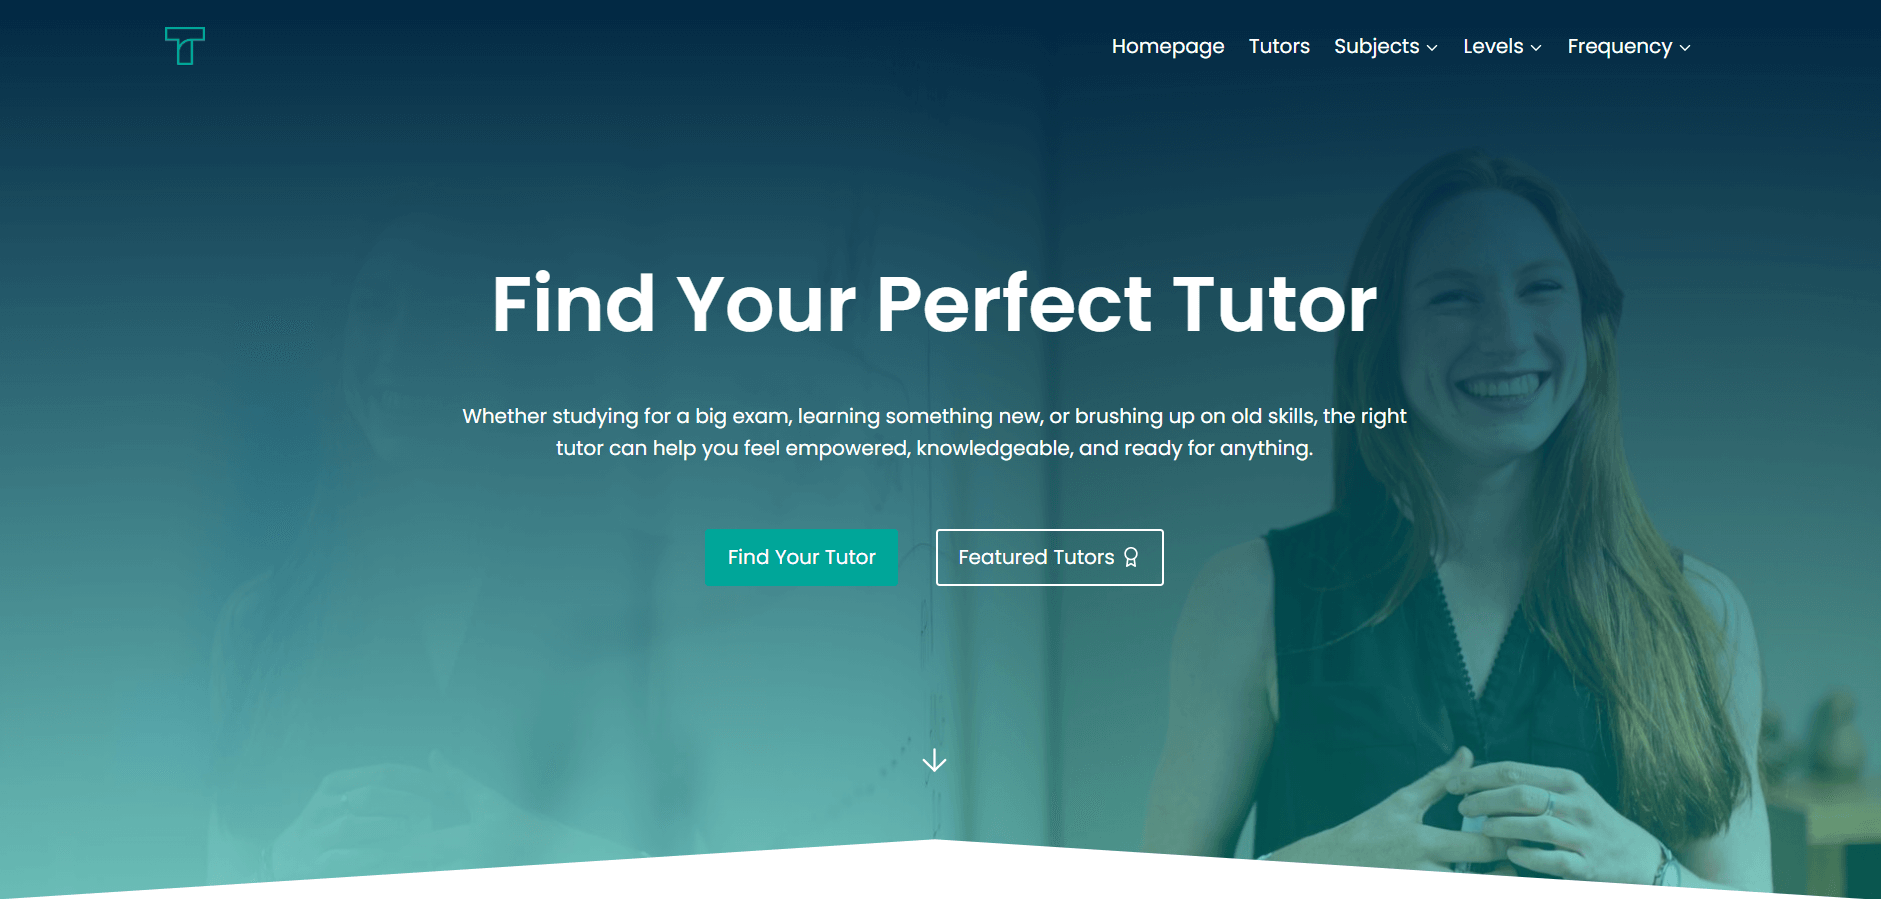 Homepage Tutors Subjects Levels Frequency
Find Your Perfect Tutor
Whether studying for a big exam, learning something new, or brushing up on old skills, the right
tutor can help you feel empowered, knowledgeable, and ready for anything.
Find Your Tutor Featured Tutors